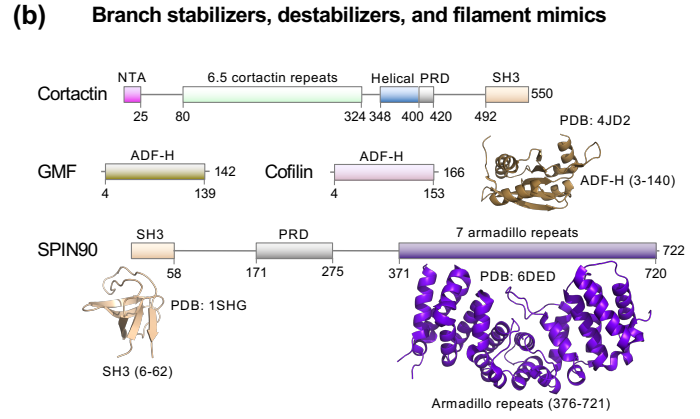 (b) Branch stabilizers, destabilizers, and filament mimics
NTA 6.5 cortactin repeats Helical PRD SH3
Cortactin 550
25 80 324 348 400 420 492
PDB: 4JD2
ADF-H ADF-H
GMF 142 Cofilin 166
4 139 4 153
ADF-H (3-140)
SH3 PRD 7 armadillo repeats
SPIN90 722
58 171 275 371 720
PDB: 6DED
PDB: 1SHG
SH3 (6-62)
Armadillo repeats (376-721)